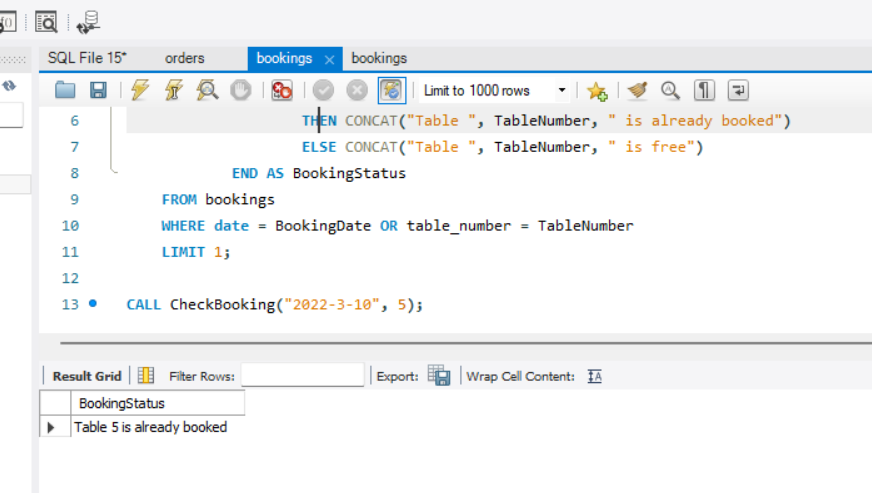 SQL File 15* orders bookings × bookings
Limit to 1000 rows
6 THEN CONCAT("Table ", TableNumber, " is already booked")
7 ELSE CONCAT("Table ", TableNumber, " is free")
8 END AS BookingStatus
9 FROM bookings
10 WHERE date = BookingDate OR table_number = TableNumber
11 LIMIT 1;
12
13 CALL CheckBooking("2022-3-10", 5);
Result Grid Filter Rows: Export: Wrap Cell Content: IA
BookingStatus
Table 5 is already booked